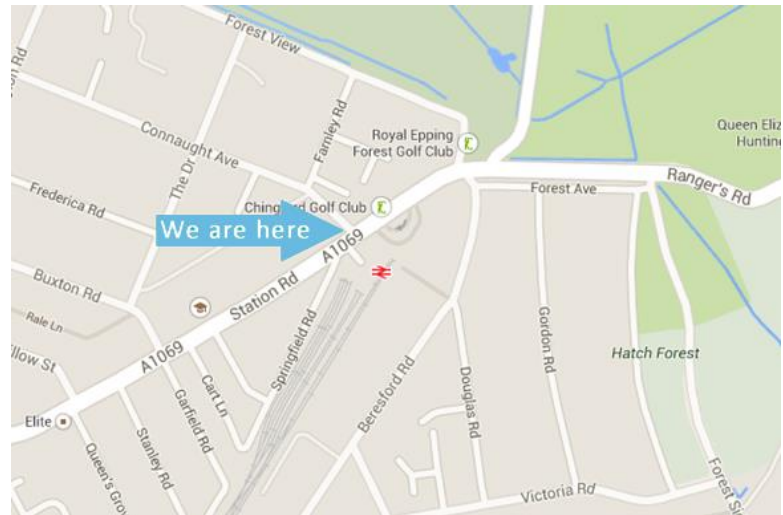 Forest View
Connaught Ave
Farnley Rd
The Dr
Royal Epping
Forest Golf Club
Queen Eliz
Huntin
Ranger's Rd
Forest Ave
Frederica Rd
Golf Club
We are here
A1069
Buxton Rd
Station Rd
Rale Ln
A1069
Springfield Rd
Gordon Rd
Hatch Forest
Cart Ln
Beresford Rd
Douglas Rd
Elite
Garfield Rd
Stanley Rd
Queen's Gro
Victoria Rd
Forest Si